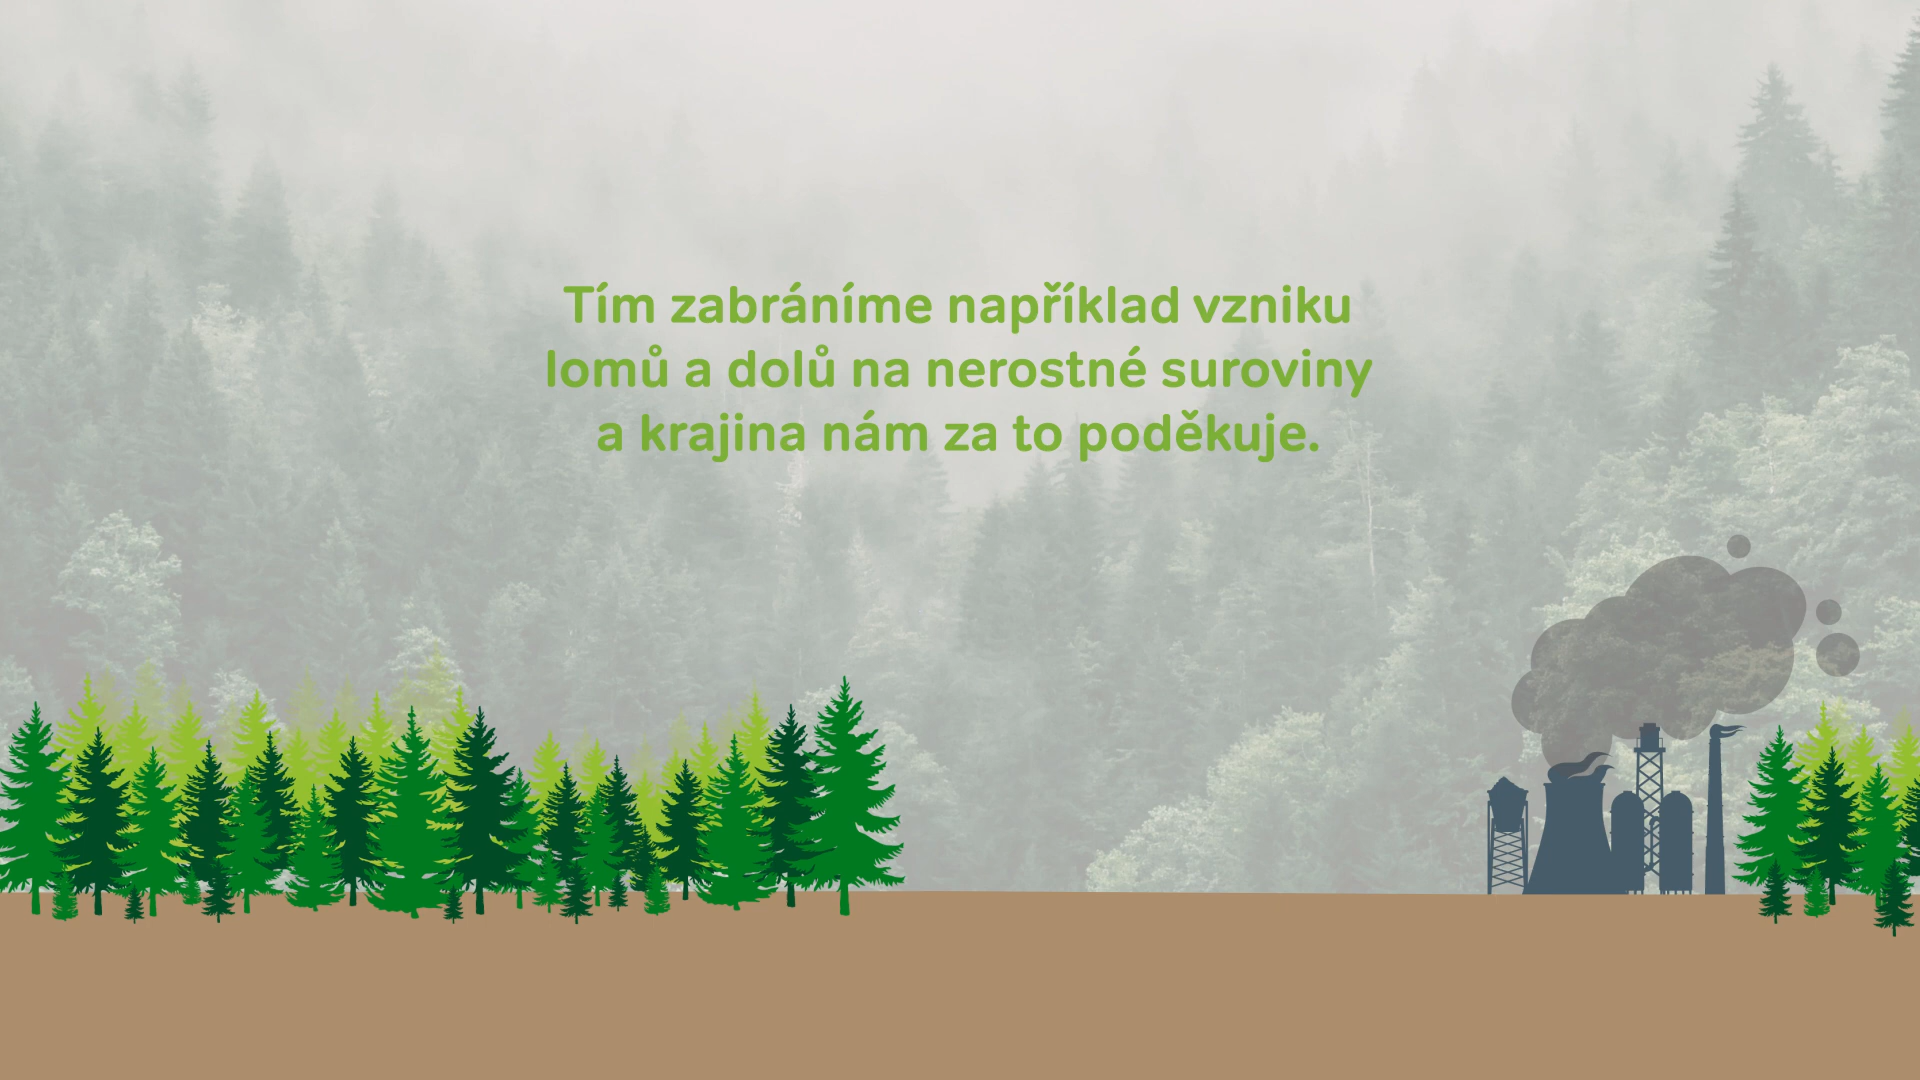 Tím zabráníme například vzniku
lomů a dolů na nerostné suroviny
a krajina nám za to poděkuje.